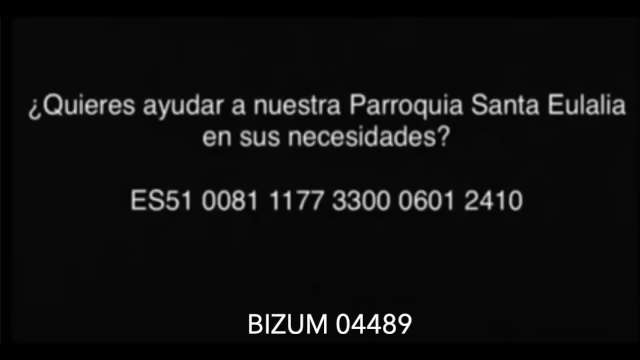 ¿Quieres ayudar a nuestra Parroquia Santa Eulalia
en sus necesidades?
ES51 0081 1177 3300 0601 2410
BIZUM 04489